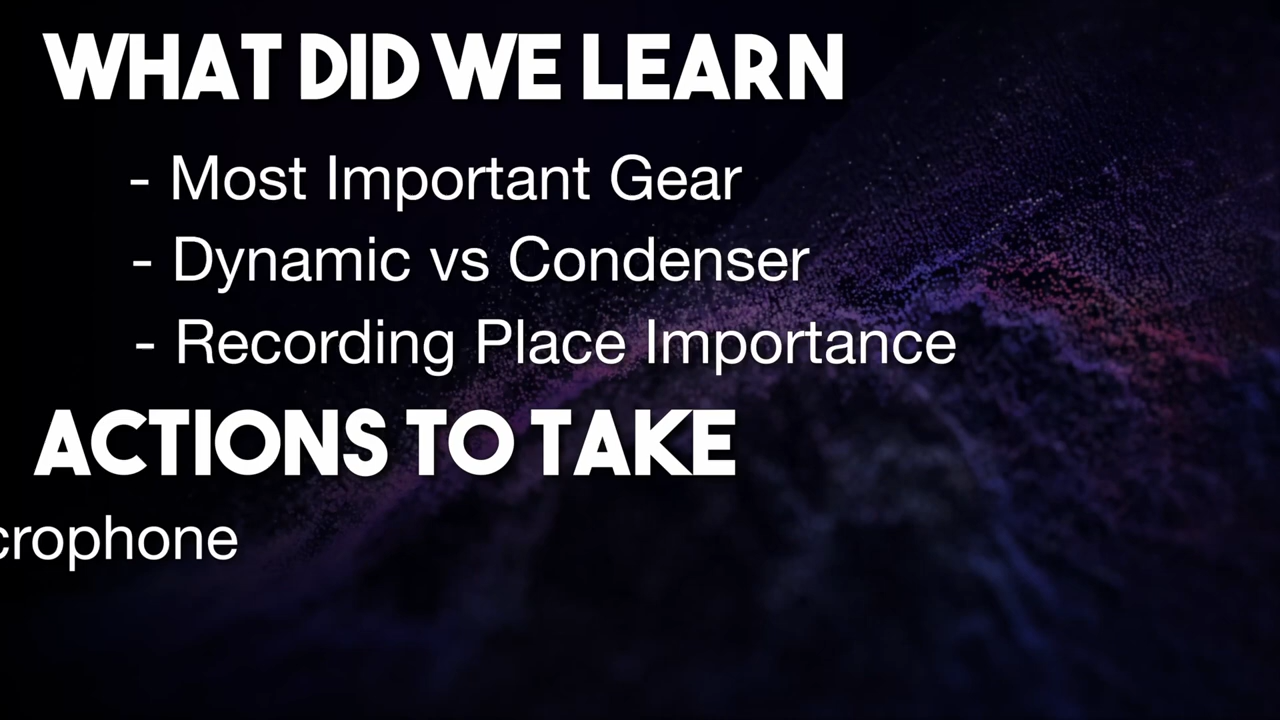 WHAT DID WE LEARN
- Most Important Gear
- Dynamic vs Condenser
- Recording Place Importance
ACTIONS TO TAKE
crophone